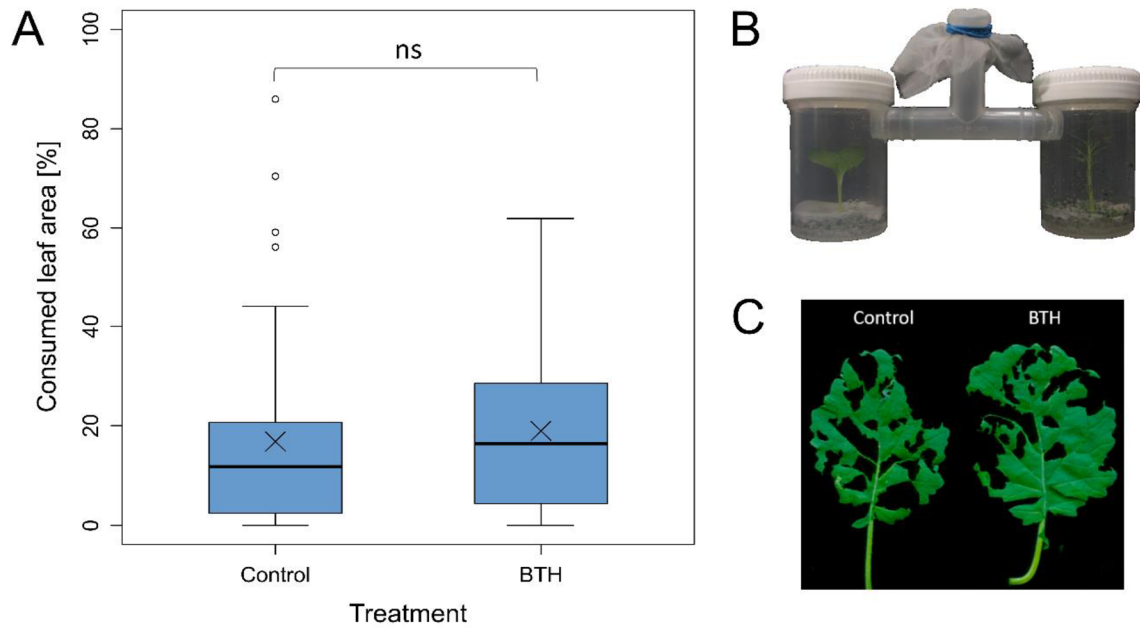 A
Consumed leaf area [%]
100
80
60
40
20
0
ns
Control
BTH
Treatment
B
C
Control
BTH